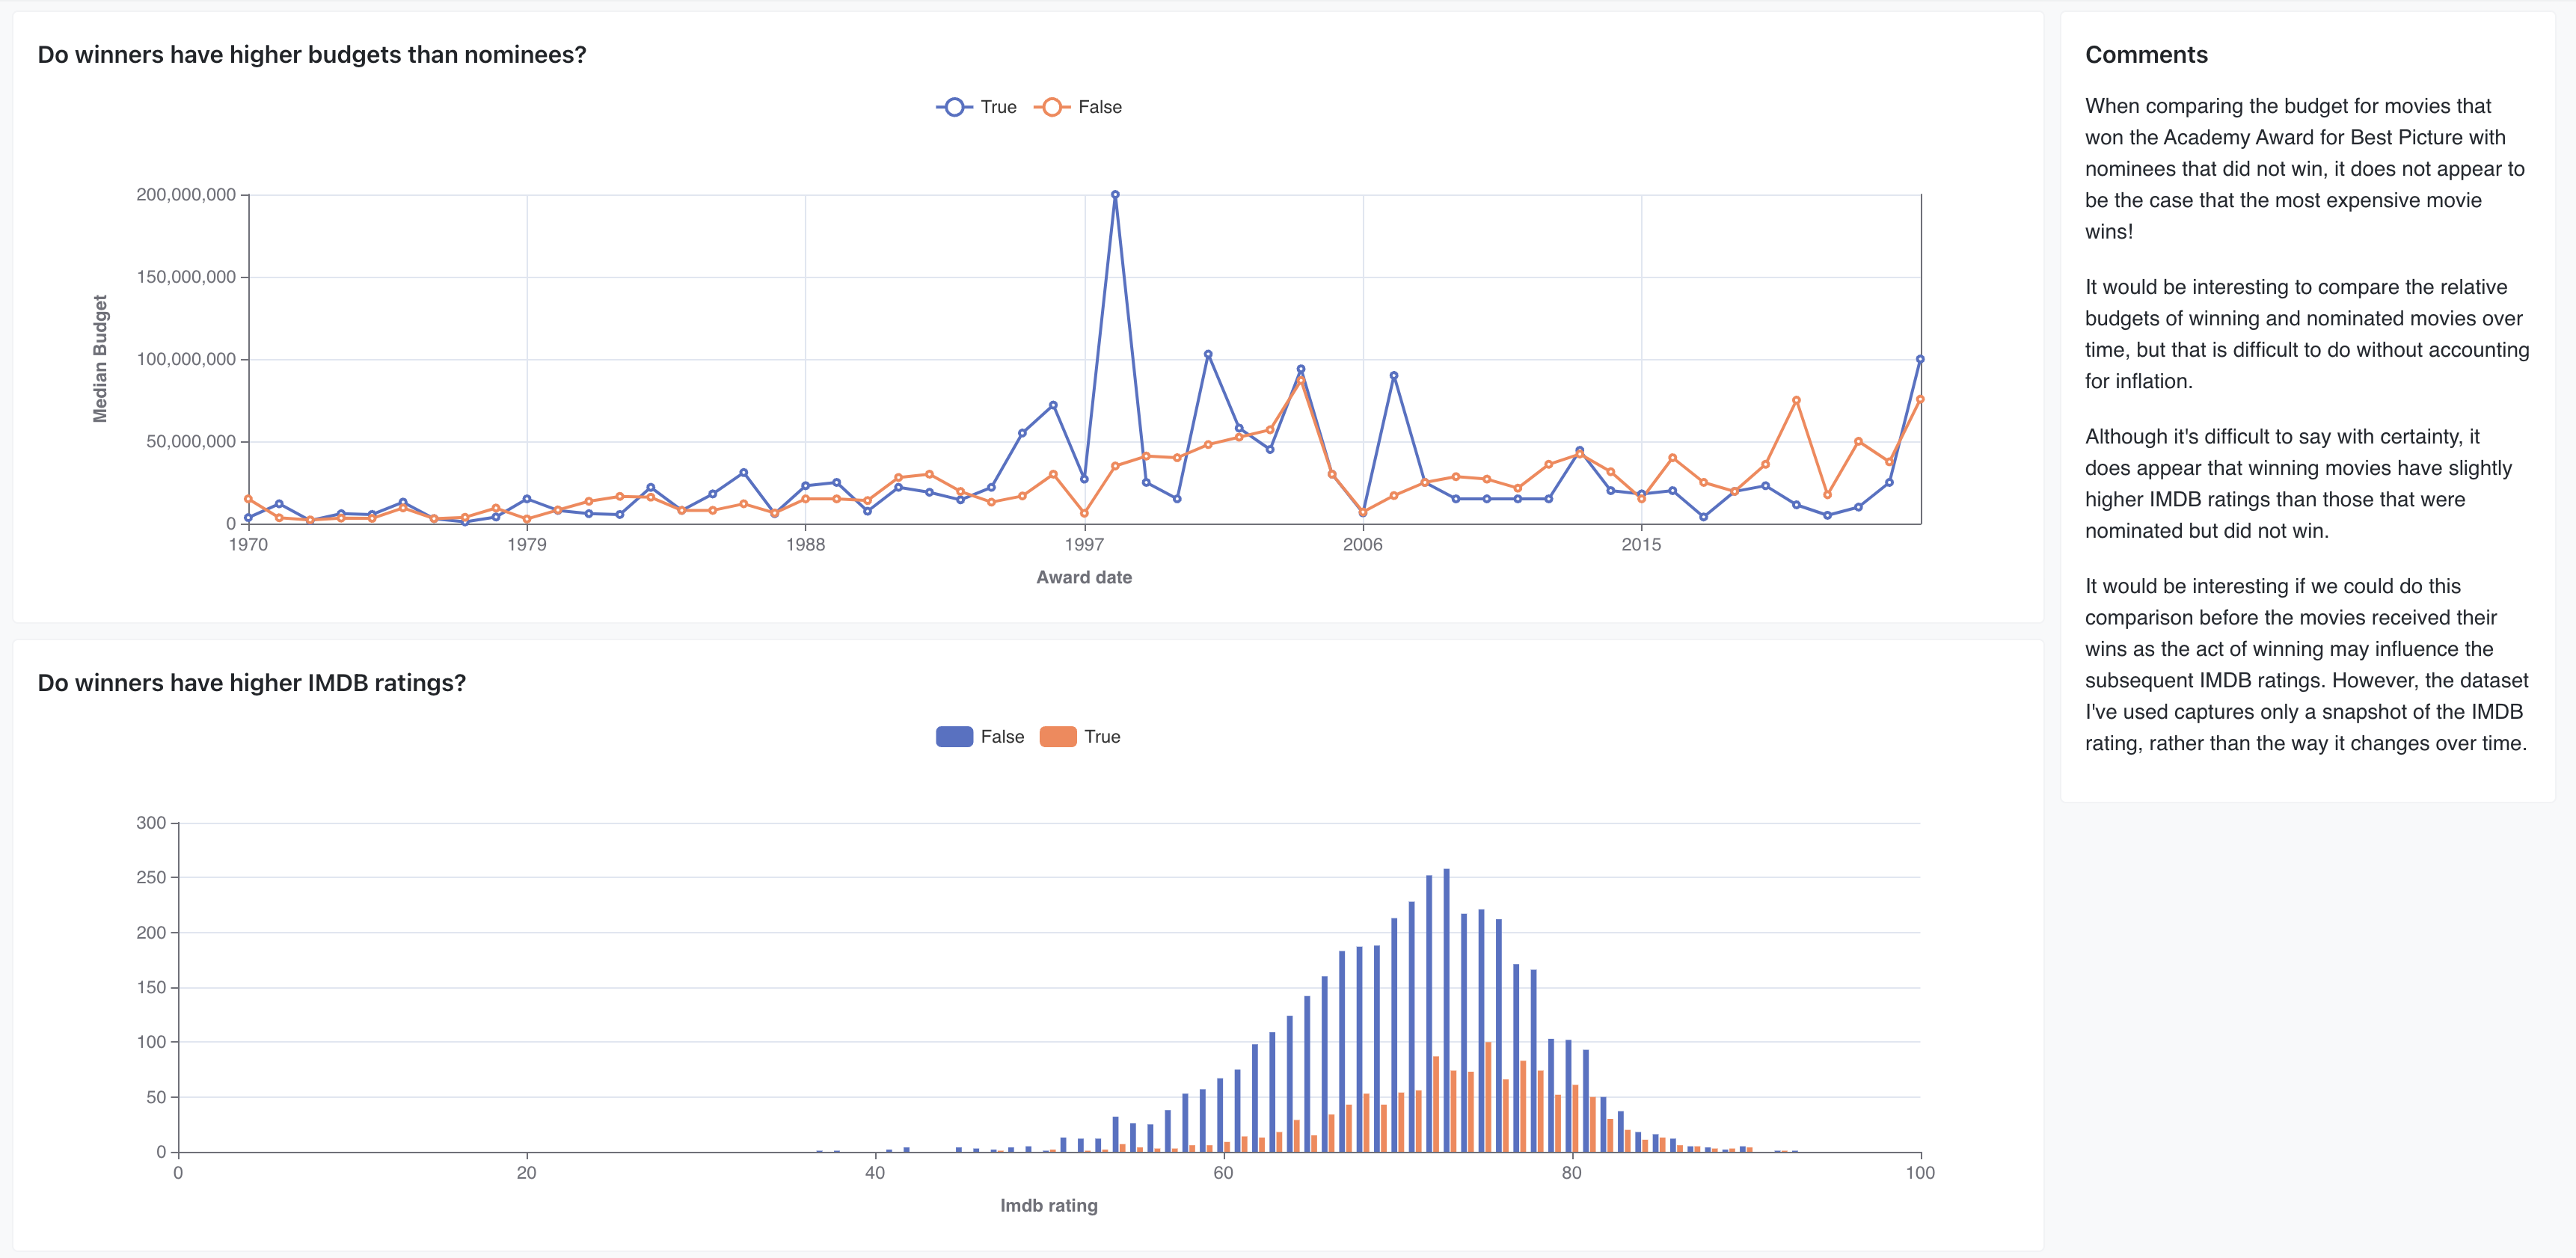 Do winners have higher budgets than nominees?
True
False
200,000,000
150,000,000
100,000,000
50,000,000
0
Median Budget
1970
1979
1988
1997
2006
2015
Award date
Do winners have higher IMDB ratings?
False
True
300
250
200
150
100
50
0
0
20
40
60
80
100
Imdb rating
Comments
When comparing the budget for movies that
won the Academy Award for Best Picture with
nominees that did not win, it does not appear to
be the case that the most expensive movie
wins!
It would be interesting to compare the relative
budgets of winning and nominated movies over
time, but that is difficult to do without accounting
for inflation.
Although it's difficult to say with certainty, it
does appear that winning movies have slightly
higher IMDB ratings than those that were
nominated but did not win.
It would be interesting if we could do this
comparison before the movies received their
wins as the act of winning may influence the
subsequent IMDB ratings. However, the dataset
I've used captures only a snapshot of the IMDB
rating, rather than the way it changes over time.